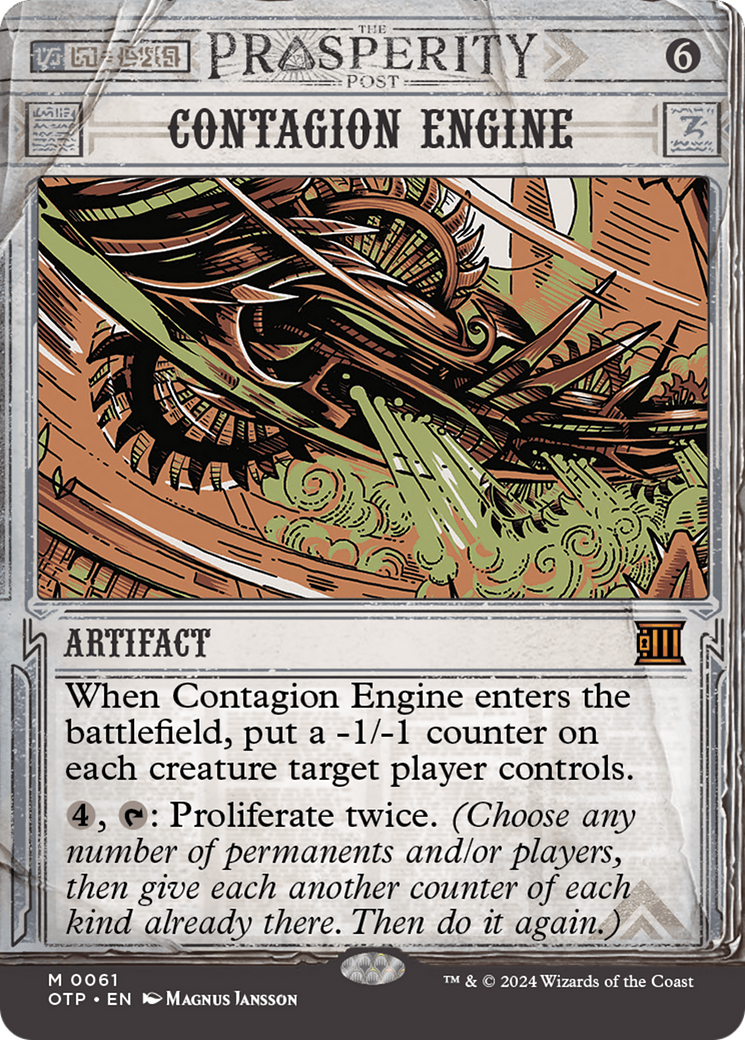 THE
PROSPERITY
POST
6
CONTAGION ENGINE
ARTIFACT
When Contagion Engine enters the
battlefield, put a -1/-1 counter on
each creature target player controls.
4, : Proliferate twice. (Choose any
number of permanents and/or players,
then give each another counter of each
kind already there. Then do it again.)
M 0061
OTP • EN Magnus Jansson
™ & © 2024 Wizards of the Coast